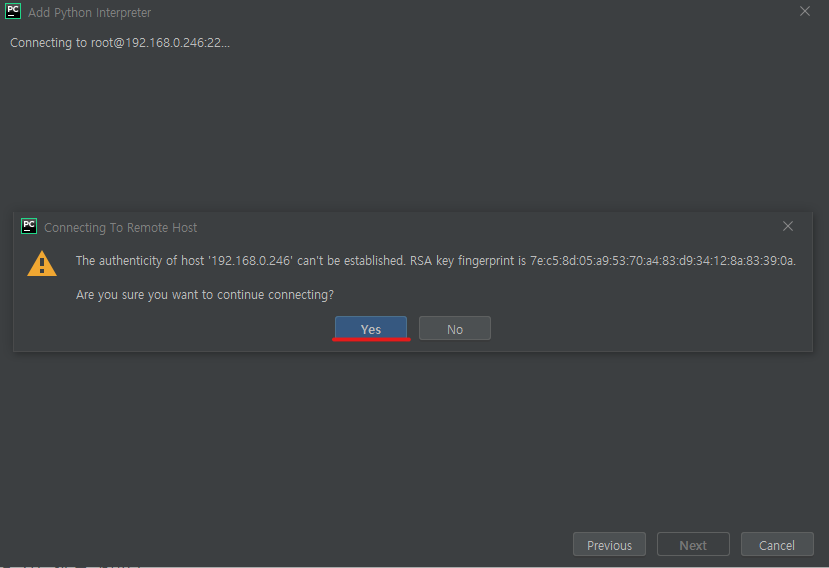 PC Add Python Interpreter
Connecting to root@192.168.0.246:22...
PC Connecting To Remote Host
The authenticity of host '192.168.0.246' can't be established. RSA key fingerprint is 7e:c5:8d:05:a9:53:70:a4:83:d9:34:12:8a:83:39:0a.
Are you sure you want to continue connecting?
Yes No
Previous Next Cancel